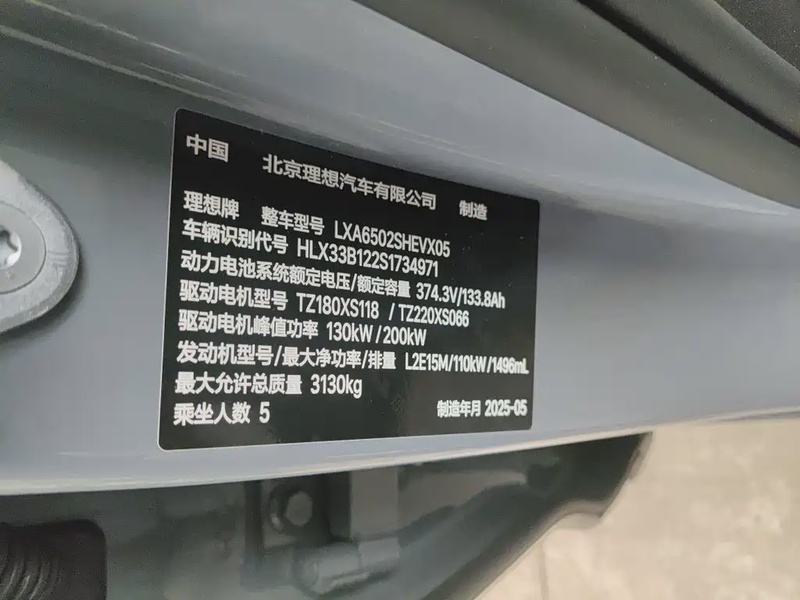 中国 北京理想汽车有限公司 制造
理想牌 整车型号 LXA6502SHEVX05
车辆识别代号 HLX33B122S1734971
动力电池系统额定电压/额定容量 374.3V/133.8Ah
驱动电机型号 TZ180XS118 /TZ220XS066
驱动电机峰值功率 130kW/200kW
发动机型号/最大净功率/排量 L2E15M/110kW/1496mL
最大允许总质量 3130kg
乘坐人数 5 制造年月 2025-05